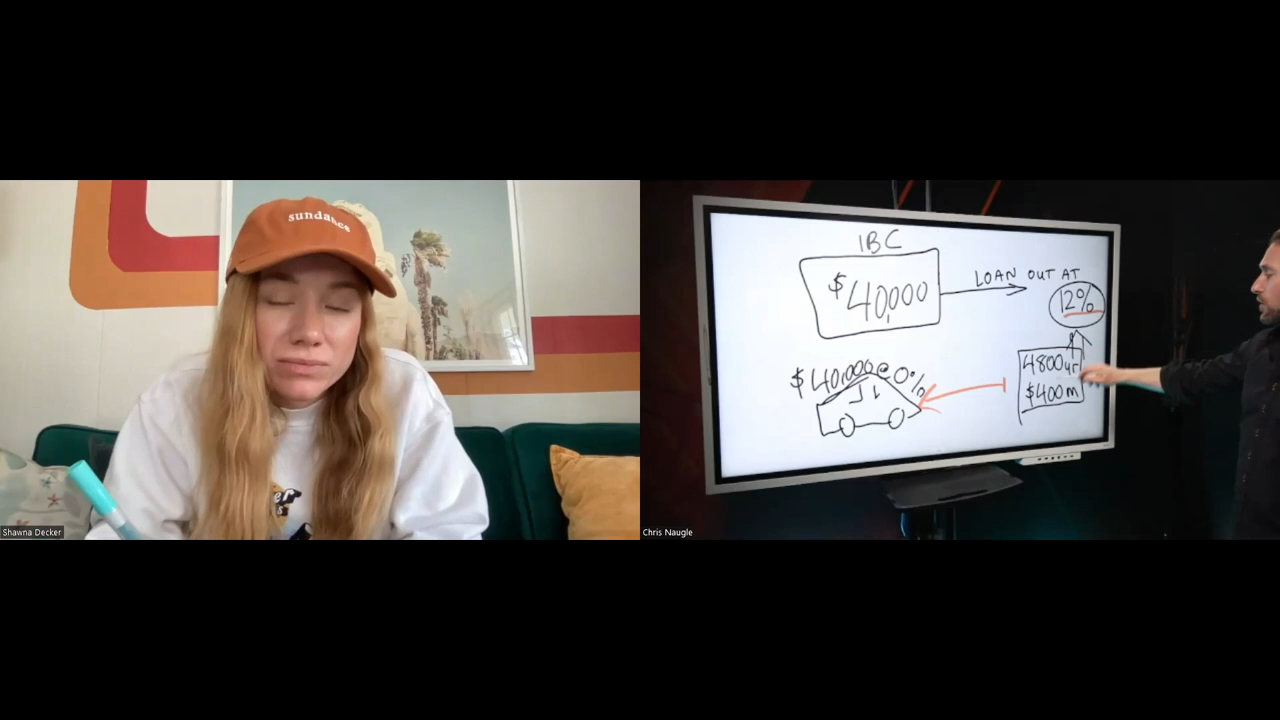 sundance
Shawna Decker
IBC
$40,000
LOAN OUT AT
12%
$40,000@0%
4800yr
$400m
Chris Naugle